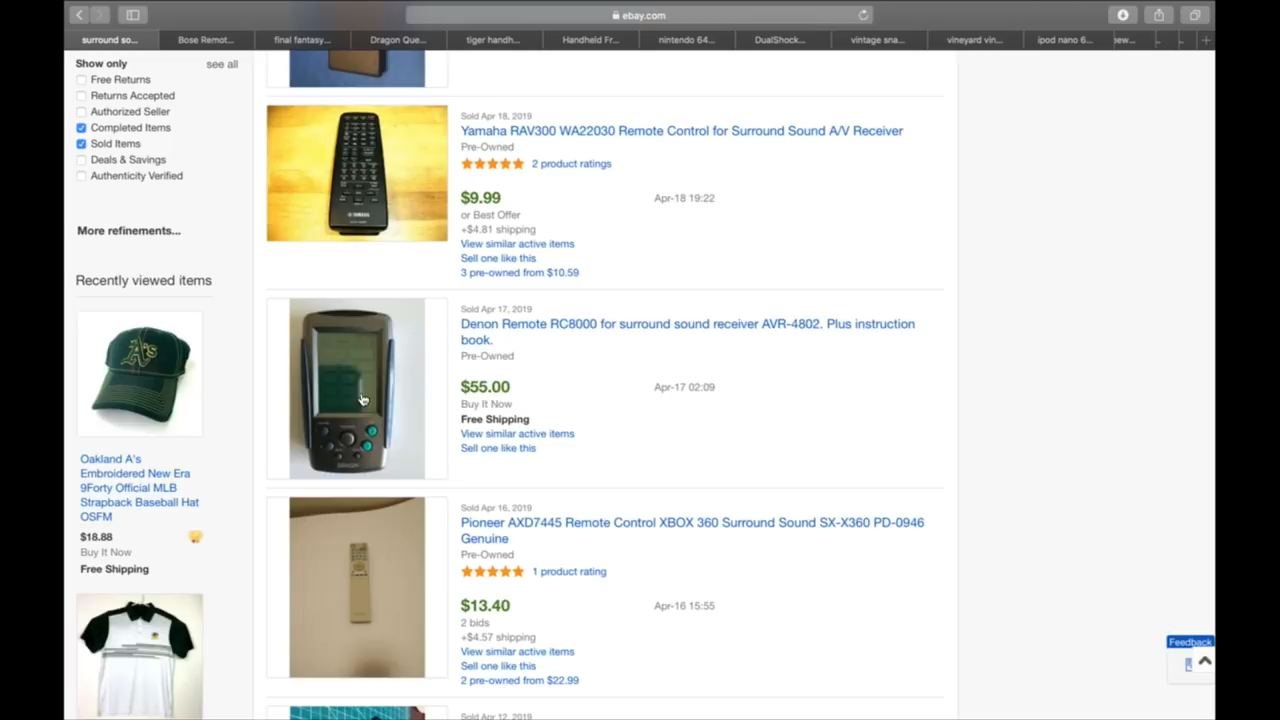 ebay.com
surround so...
Bose Remot...
final fantasy...
Dragon Que...
tiger handh...
Handheld Fr...
nintendo 64...
DualShock...
vintage sna...
vineyard vin...
ipod nano 6...
Show only
see all
Free Returns
Returns Accepted
Authorized Seller
Completed Items
Sold Items
Deals & Savings
Authenticity Verified
More refinements...
Recently viewed items
A's
Oakland A's
Embroidered New Era
9Forty Official MLB
Strapback Baseball Hat
OSFM
$18.88
Buy It Now
Free Shipping
Sold Apr 18, 2019
Yamaha RAV300 WA22030 Remote Control for Surround Sound A/V Receiver
Pre-Owned
2 product ratings
$9.99
Apr-18 19:22
or Best Offer
+$4.81 shipping
View similar active items
Sell one like this
3 pre-owned from $10.59
YAMAHA
Sold Apr 17, 2019
Denon Remote RC8000 for surround sound receiver AVR-4802. Plus instruction
book.
Pre-Owned
$55.00
Apr-17 02:09
Buy It Now
Free Shipping
View similar active items
Sell one like this
DENON
Sold Apr 16, 2019
Pioneer AXD7445 Remote Control XBOX 360 Surround Sound SX-X360 PD-0946
Genuine
Pre-Owned
1 product rating
$13.40
Apr-16 15:55
2 bids
+$4.57 shipping
View similar active items
Sell one like this
2 pre-owned from $22.99
Sold Apr 12, 2019
Feedback